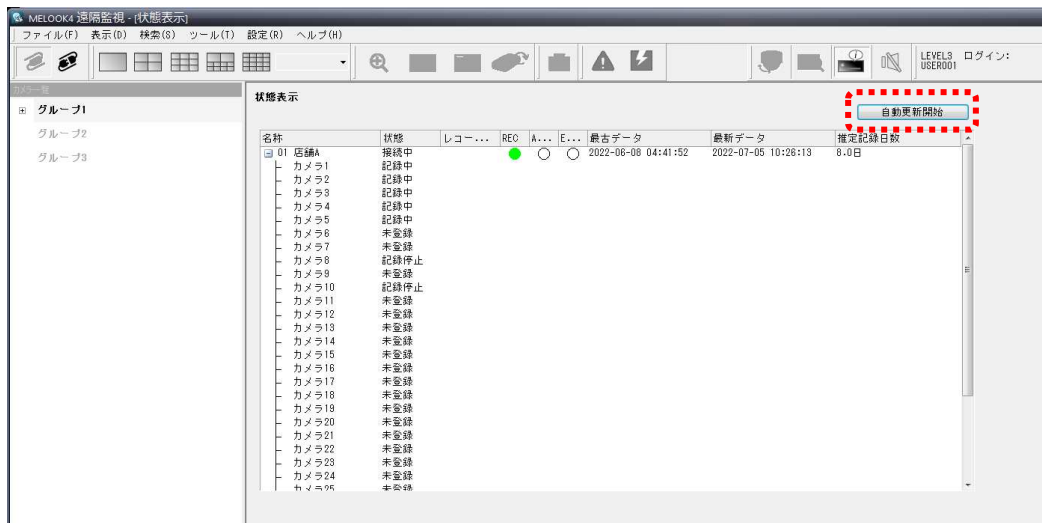 MELOOK4 遠隔監視 - [状態表示]
ファイル(F) 表示(D) 検索(S) ツール(T) 設定(R) ヘルプ(H)
LEVEL3 ログイン:
USER001
カメラ一覧
グループ1
グループ2
グループ3
状態表示
自動更新開始
名称 状態 レコー... REC A... E... 最古データ 最新データ 推定記録日数
01 店舗A 接続中 2022-06-08 04:41:52 2022-07-05 10:26:13 8.0日
カメラ1 記録中
カメラ2 記録中
カメラ3 記録中
カメラ4 記録中
カメラ5 記録中
カメラ6 未登録
カメラ7 未登録
カメラ8 記録停止
カメラ9 未登録
カメラ10 記録停止
カメラ11 未登録
カメラ12 未登録
カメラ13 未登録
カメラ14 未登録
カメラ15 未登録
カメラ16 未登録
カメラ17 未登録
カメラ18 未登録
カメラ19 未登録
カメラ20 未登録
カメラ21 未登録
カメラ22 未登録
カメラ23 未登録
カメラ24 未登録
カメラ25 未登録